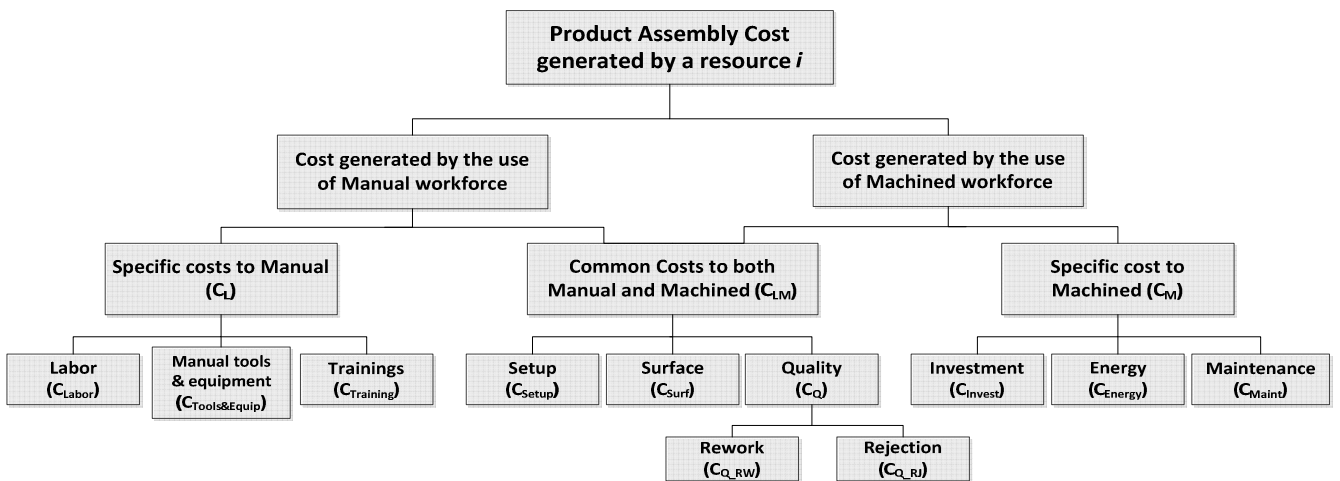 Product Assembly Cost
generated by a resource i
Cost generated by the use
of Manual workforce
Cost generated by the use
of Machined workforce
Specific costs to Manual
(CL)
Common Costs to both
Manual and Machined (CLM)
Specific cost to
Machined (CM)
Labor
(CLabor)
Manual tools
& equipment
(CTools&Equip)
Trainings
(CTraining)
Setup
(CSetup)
Surface
(CSurf)
Quality
(CQ)
Investment
(CInvest)
Energy
(CEnergy)
Maintenance
(CMaint)
Rework
(CQ_RW)
Rejection
(CQ_RJ)